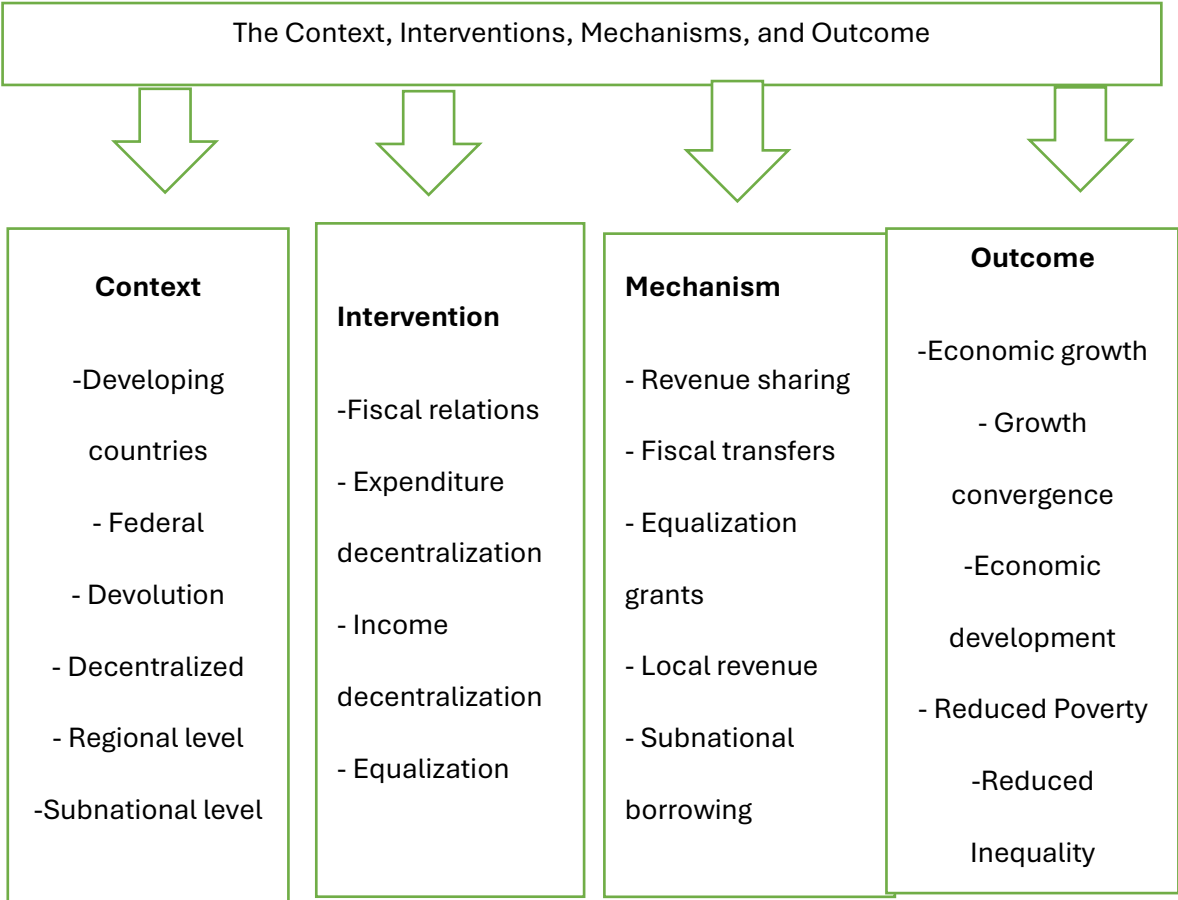 The Context, Interventions, Mechanisms, and Outcome
Context
-Developing
countries
- Federal
- Devolution
- Decentralized
- Regional level
-Subnational level
Intervention
-Fiscal relations
- Expenditure
decentralization
- Income
decentralization
- Equalization
Mechanism
- Revenue sharing
- Fiscal transfers
- Equalization
grants
- Local revenue
- Subnational
borrowing
Outcome
-Economic growth
- Growth
convergence
-Economic
development
- Reduced Poverty
-Reduced
Inequality